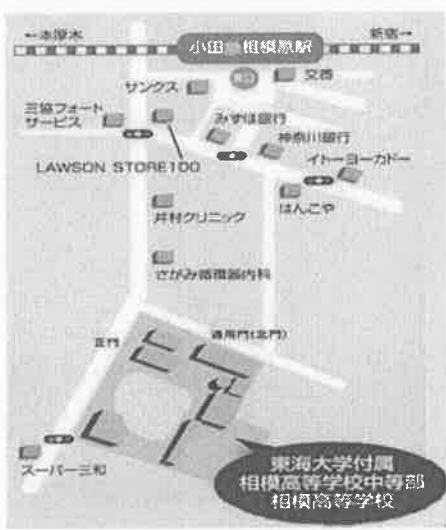 ←本厚木
新宿→
小田急相模原駅
サンクス
交番
三協フォート
サービス
みずほ銀行
神奈川銀行
イトーヨーカドー
LAWSON STORE100
はんこや
井村クリニック
さがみ循環器内科
正門
通用門(北門)
スーパー三和
東海大学付属
相模高等学校中等部
相模高等学校